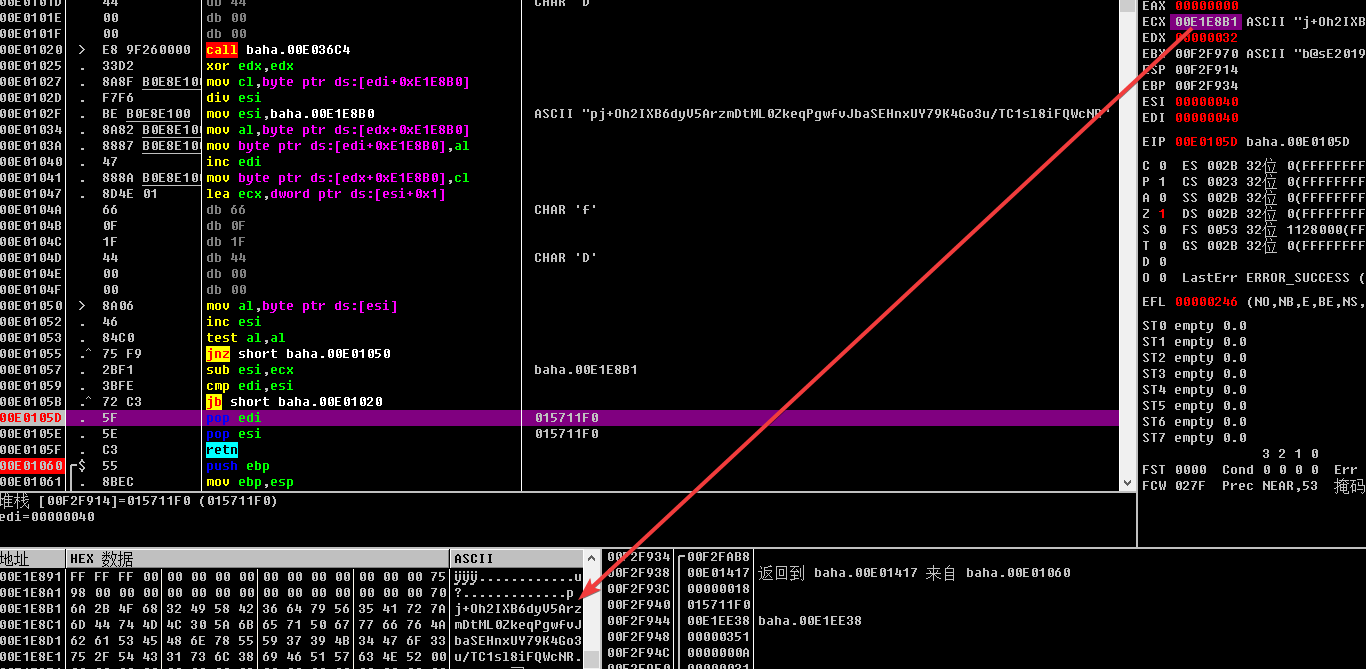 00E0101D . 44 db 44 CHAR 'D'
00E0101E 00 db 00
00E0101F 00 db 00
00E01020 > E8 9F260000 call baha.00E036C4
00E01025 . 33D2 xor edx,edx
00E01027 . 8A8F B0E8E100 mov cl,byte ptr ds:[edi+0xE1E8B0]
00E0102D . F7F6 div esi
00E0102F . BE B0E8E100 mov esi,baha.00E1E8B0 ASCII "pj+Oh2IXB6dyV5ArzmDtML0ZkeqPgwfvJbaSEHnxUY79K4Go3u/TC1sl8iFQWcNR"
00E01034 . 8A82 B0E8E10 mov al,byte ptr ds:[edx+0xE1E8B0]
00E0103A . 8887 B0E8E10 mov byte ptr ds:[edi+0xE1E8B0],al
00E01040 . 47 inc edi
00E01041 . 888A B0E8E10 mov byte ptr ds:[edx+0xE1E8B0],cl
00E01047 . 8D4E 01 lea ecx,dword ptr ds:[esi+0x1]
00E0104A 66 db 66 CHAR 'f'
00E0104B 0F db 0F
00E0104C 1F db 1F
00E0104D 44 db 44 CHAR 'D'
00E0104E 00 db 00
00E0104F 00 db 00
00E01050 > 8A06 mov al,byte ptr ds:[esi]
00E01052 . 46 inc esi
00E01053 . 84C0 test al,al
00E01055 .^ 75 F9 jnz short baha.00E01050
00E01057 . 2BF1 sub esi,ecx baha.00E1E8B1
00E01059 . 3BFE cmp edi,esi
00E0105B .^ 72 C3 jb short baha.00E01020
00E0105D . 5F pop edi 015711F0
00E0105E . 5E pop esi 015711F0
00E0105F . C3 retn
00E01060 $ 55 push ebp
00E01061 . 8BEC mov ebp,esp
堆栈 [00F2F914]=015711F0 (015711F0)
edi=00000040
EAX 00000000
ECX 00E1E8B1 ASCII "j+Oh2IXB
EDX 00000032
EBX 00F2F970 ASCII "b@sE2019
ESP 00F2F914
EBP 00F2F934
ESI 00000040
EDI 00000040
EIP 00E0105D baha.00E0105D
C 0 ES 002B 32位 0(FFFFFFFF
P 1 CS 0023 32位 0(FFFFFFFF
A 0 SS 002B 32位 0(FFFFFFFF
Z 1 DS 002B 32位 0(FFFFFFFF
S 0 FS 0053 32位 1128000(FF
T 0 GS 002B 32位 0(FFFFFFFF
D 0
O 0 LastErr ERROR_SUCCESS (
EFL 00000246 (NO,NB,E,BE,NS,
ST0 empty 0.0
ST1 empty 0.0
ST2 empty 0.0
ST3 empty 0.0
ST4 empty 0.0
ST5 empty 0.0
ST6 empty 0.0
ST7 empty 0.0
3 2 1 0
FST 0000 Cond 0 0 0 0 Err
FCW 027F Prec NEAR,53 掩码
地址 HEX 数据 ASCII
00E1E891 FF FF FF 00 00 00 00 00 00 00 00 00 00 00 00 75 ÿÿÿ............u
00E1E8A1 98 00 00 00 00 00 00 00 00 00 00 00 00 00 00 70 ?.............p
00E1E8B1 6A 2B 4F 68 32 49 58 42 36 64 79 56 35 41 72 7A j+Oh2IXB6dyV5Arz
00E1E8C1 6D 44 74 4D 4C 30 5A 6B 65 71 50 67 77 66 76 4A mDtML0ZkeqPgwfvJ
00E1E8D1 62 61 53 45 48 6E 78 55 59 37 39 4B 34 47 6F 33 baSEHnxUY79K4Go3
00E1E8E1 75 2F 54 43 31 73 6C 38 69 46 51 57 63 4E 52 00 u/TC1sl8iFQWcNR.
00F2F934 00F2FAB8
00F2F938 00E01417 返回到 baha.00E01417 来自 baha.00E01060
00F2F93C 00000018
00F2F940 015711F0
00F2F944 00E1EE38 baha.00E1EE38
00F2F948 00000351
00F2F94C 0000000A